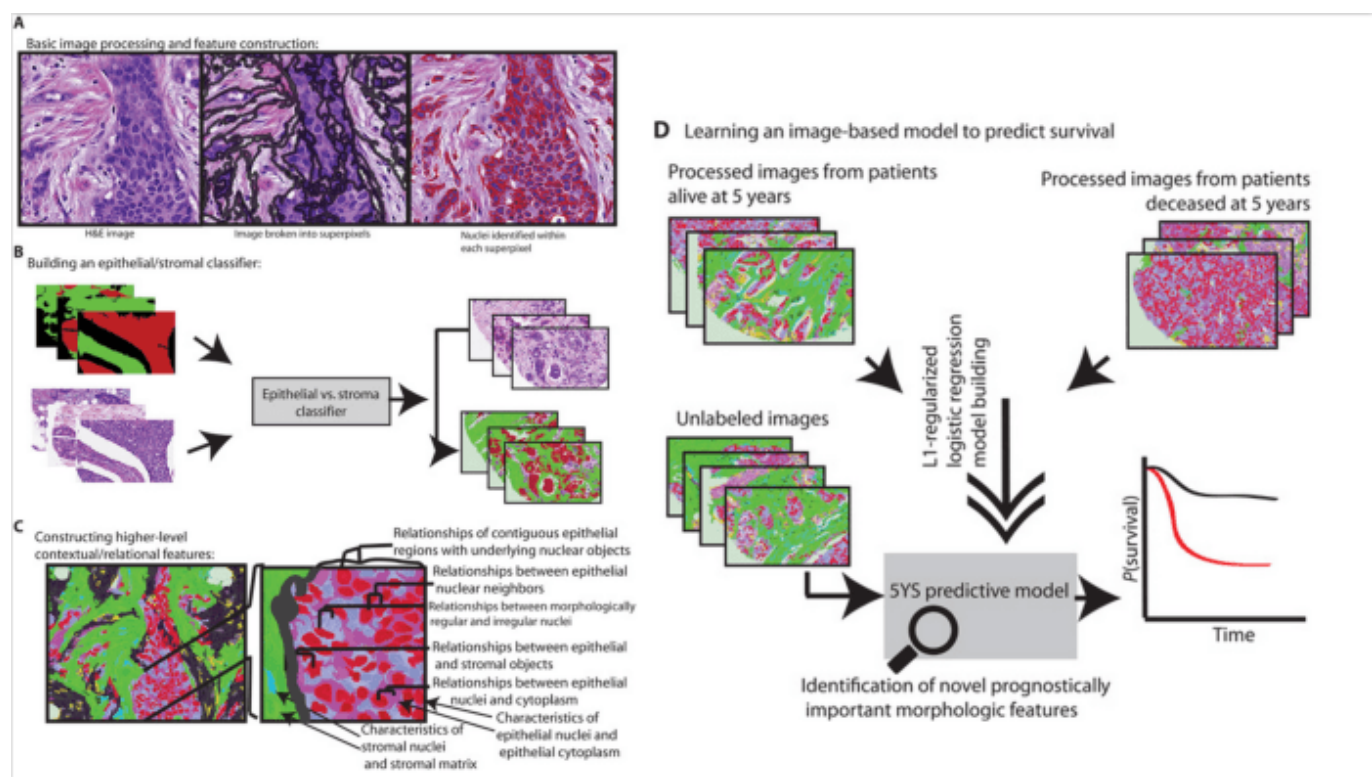 A
Basic image processing and feature construction:
H&E image
Image broken into superpixels
Nuclei identified within
each superpixel
B
Building an epithelial/stromal classifier:
Epithelial vs. stroma
classifier
C
Constructing higher-level
contextual/relational features:
Relationships of contiguous epithelial
regions with underlying nuclear objects
Relationships between epithelial
nuclear neighbors
Relationships between morphologically
regular and irregular nuclei
Relationships between epithelial
and stromal objects
Relationships between epithelial
nuclei and cytoplasm
Characteristics of
epithelial nuclei and
epithelial cytoplasm
Characteristics of
stromal nuclei
and stromal matrix
D
Learning an image-based model to predict survival
Processed images from patients
alive at 5 years
Processed images from patients
deceased at 5 years
L1-regularized
logistic regression
model building
Unlabeled images
5YS predictive model
P(survival)
Time
Identification of novel prognostically
important morphologic features